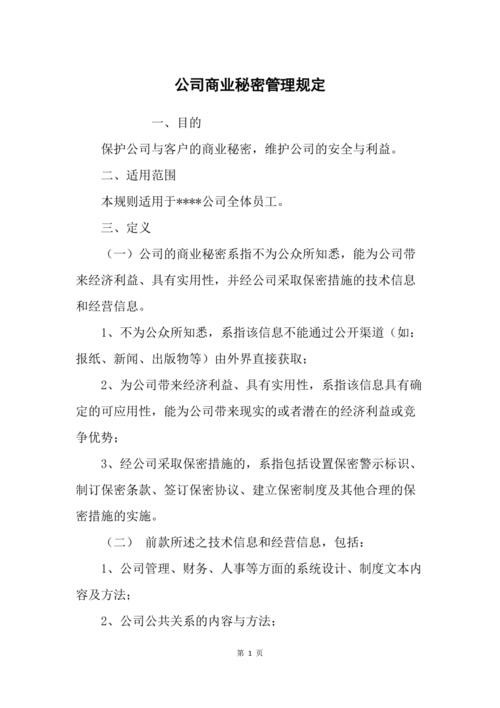 公司商业秘密管理规定
一、目的
保护公司与客户的商业秘密，维护公司的安全与利益。
二、适用范围
本规则适用于****公司全体员工。
三、定义
（一）公司的商业秘密系指不为公众所知悉，能为公司带
来经济利益、具有实用性，并经公司采取保密措施的技术信息
和经营信息。
1、不为公众所知悉，系指该信息不能通过公开渠道（如：
报纸、新闻、出版物等）由外界直接获取；
2、为公司带来经济利益、具有实用性，系指该信息具有确
定的可应用性，能为公司带来现实的或者潜在的经济利益或竞
争优势；
3、经公司采取保密措施的，系指包括设置保密警示标识、
制订保密条款、签订保密协议、建立保密制度及其他合理的保
密措施的实施。
（二） 前款所述之技术信息和经营信息，包括：
1、公司管理、财务、人事等方面的系统设计、制度文本内
容及方法；
2、公司公共关系的内容与方法；
第 1 页